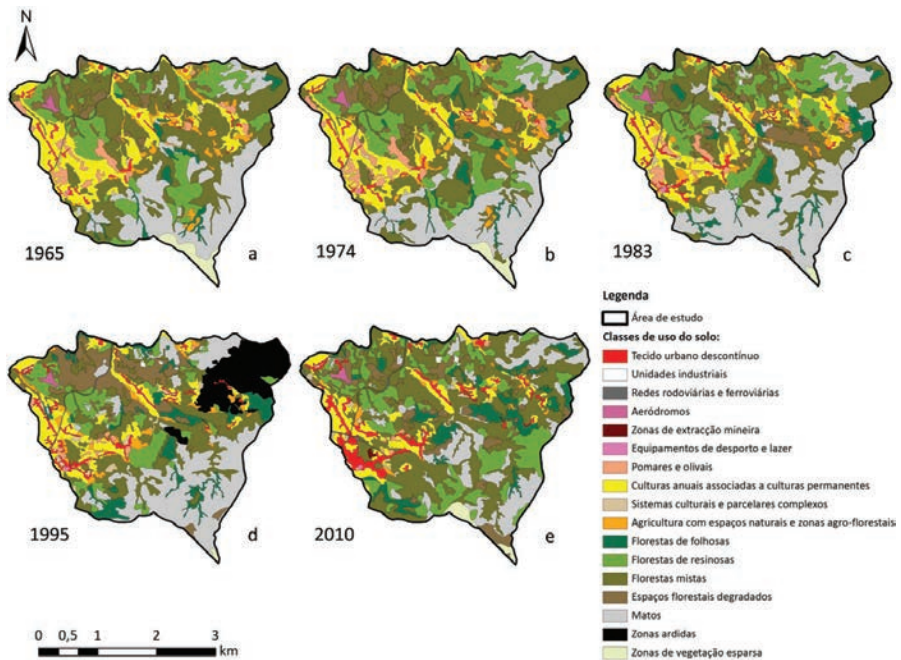 N
1965
a
1974
b
1983
c
1995
d
2010
e
0 0,5 1 2 3
km
Legenda
Área de estudo
Classes de uso do solo:
Tecido urbano descontínuo
Unidades industriais
Redes rodoviárias e ferroviárias
Aeródromos
Zonas de extracção mineira
Equipamentos de desporto e lazer
Pomares e olivais
Culturas anuais associadas a culturas permanentes
Sistemas culturais e parcelares complexos
Agricultura com espaços naturais e zonas agro-florestais
Florestas de folhosas
Florestas de resinosas
Florestas mistas
Espaços florestais degradados
Matos
Zonas ardidas
Zonas de vegetação esparsa